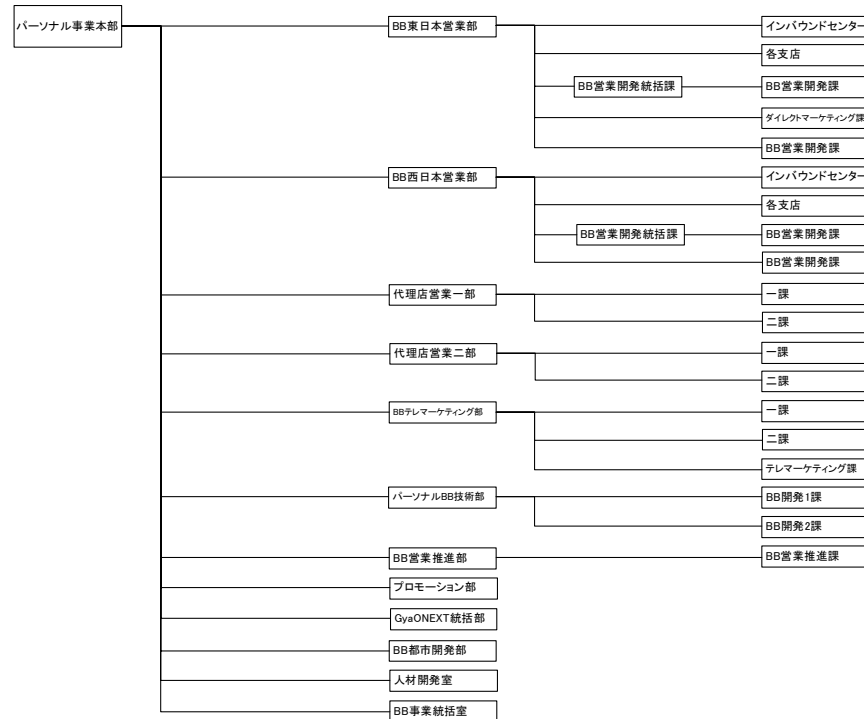 パーソナル事業本部
BB東日本営業部
インバウンドセンター
各支店
BB営業開発統括課
BB営業開発課
ダイレクトマーケティング課
BB営業開発課
BB西日本営業部
インバウンドセンター
各支店
BB営業開発統括課
BB営業開発課
BB営業開発課
代理店営業一部
一課
二課
代理店営業二部
一課
二課
BBテレマーケティング部
一課
二課
テレマーケティング課
パーソナルBB技術部
BB開発1課
BB開発2課
BB営業推進部
BB営業推進課
プロモーション部
GyaONEXT統括部
BB都市開発部
人材開発室
BB事業統括室